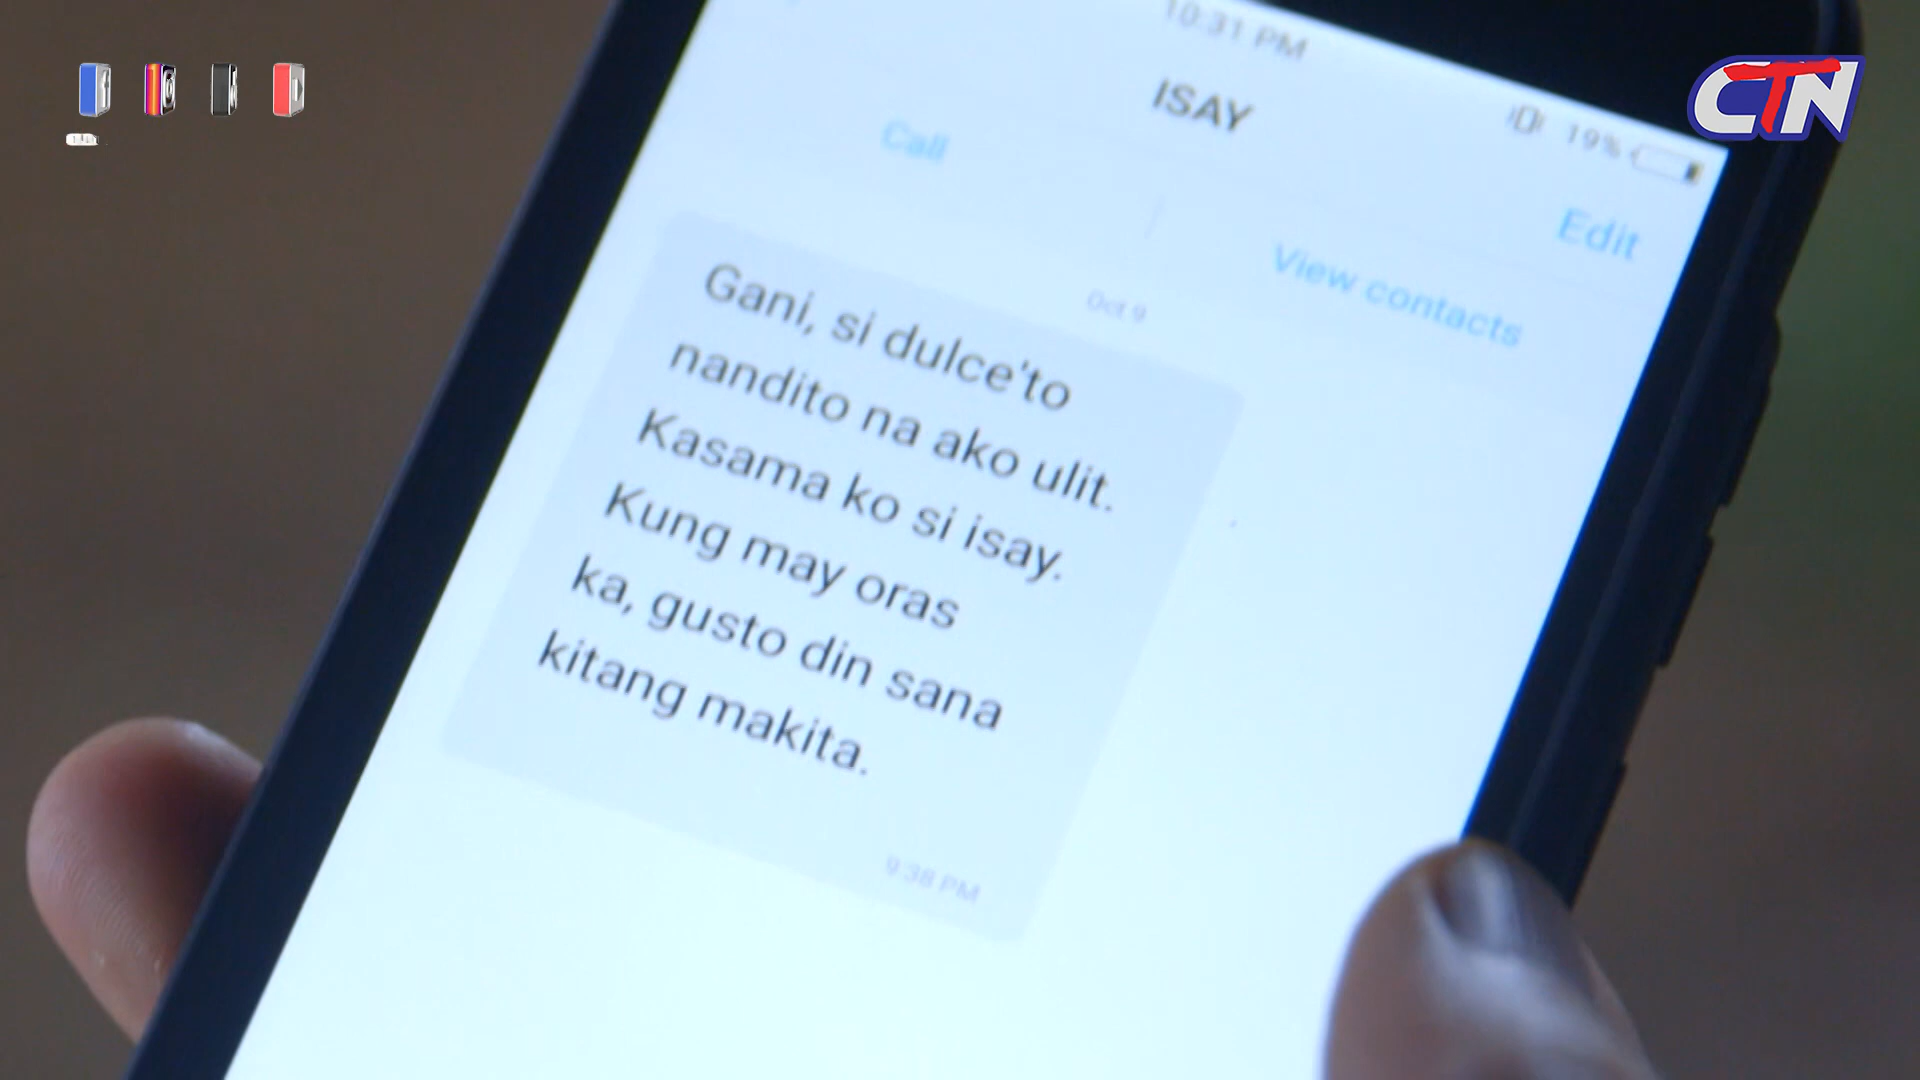 10:31 PM
CTN
ISAY
19%
Call
Edit
View contacts
Oct 9
Gani, si dulce'to
nandito na ako ulit.
Kasama ko si isay.
Kung may oras
ka, gusto din sana
kitang makita.
9:38 PM